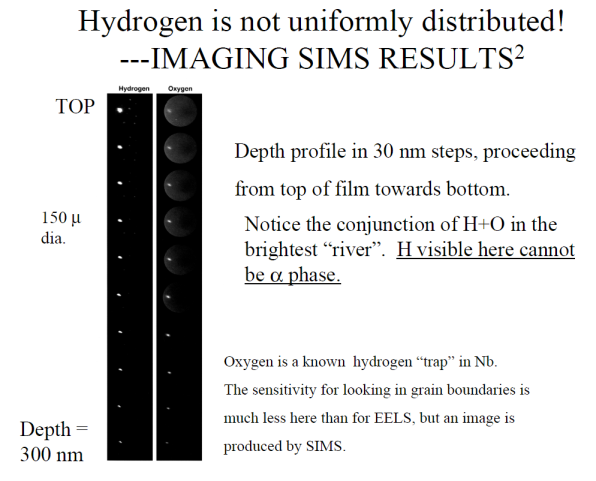 Hydrogen is not uniformly distributed!
---IMAGING SIMS RESULTS²
Hydrogen Oxygen
TOP
Depth profile in 30 nm steps, proceeding
from top of film towards bottom.
150 μ
dia.
Notice the conjunction of H+O in the
brightest “river”. H visible here cannot
be α phase.
Oxygen is a known hydrogen “trap” in Nb.
The sensitivity for looking in grain boundaries is
much less here than for EELS, but an image is
produced by SIMS.
Depth =
300 nm